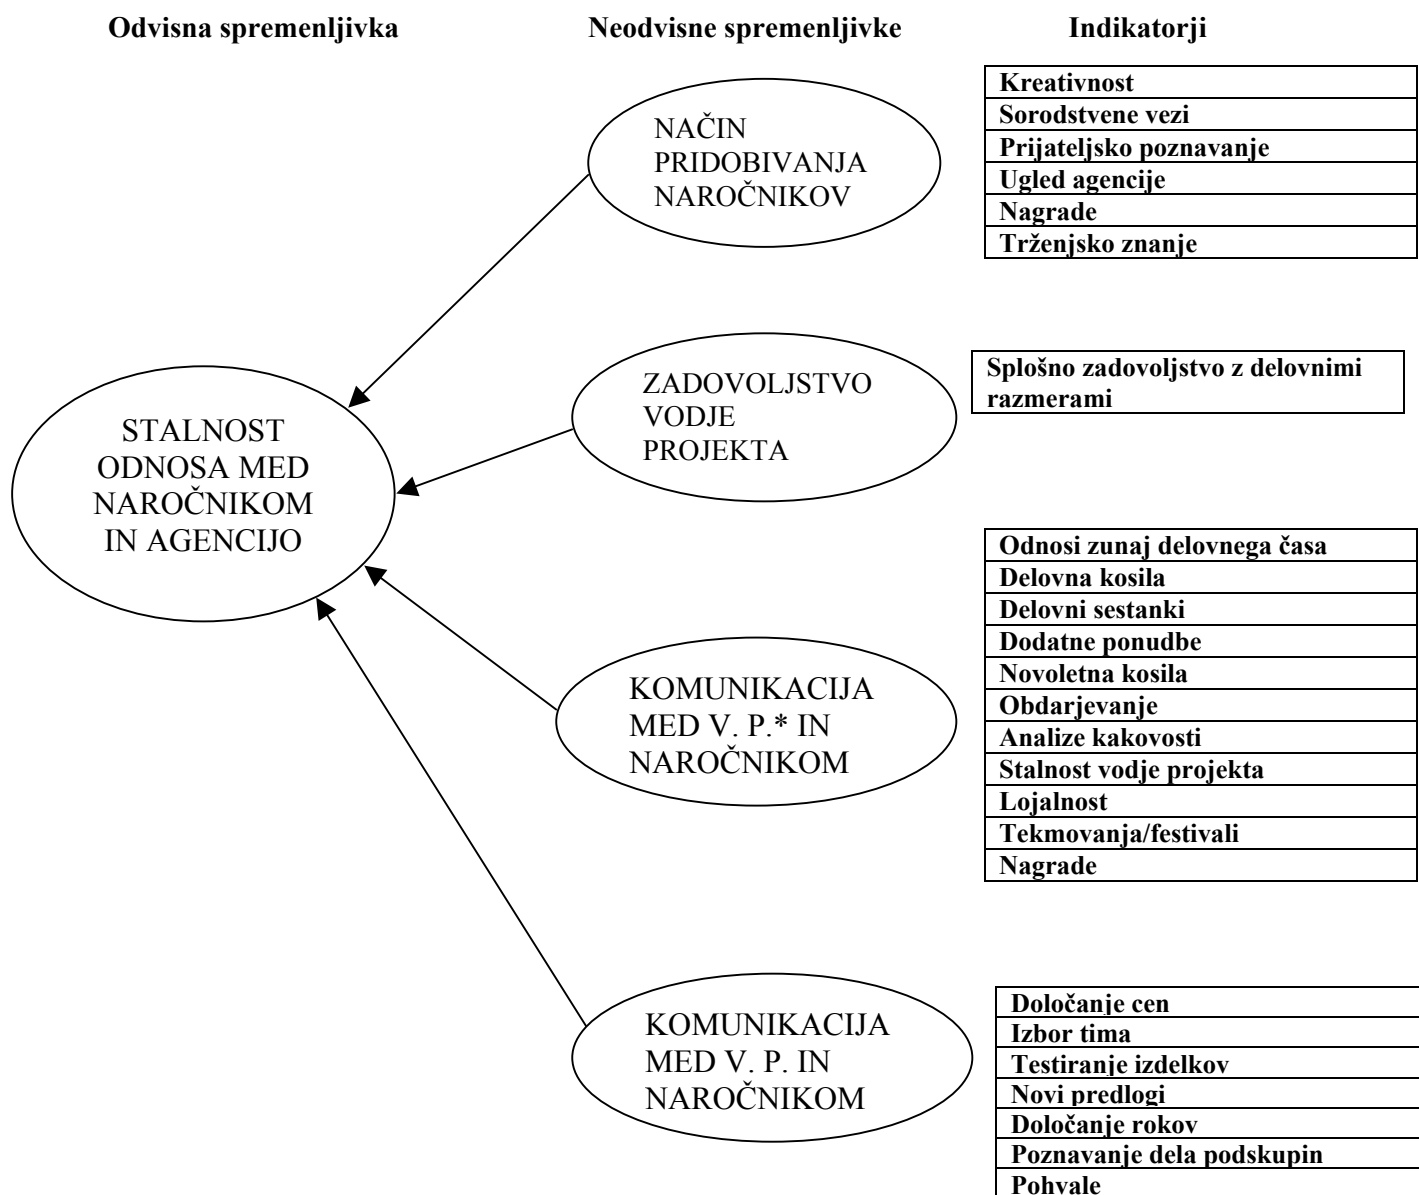 Odvisna spremenljivka
Neodvisne spremenljivke
Indikatorji
STALNOST
ODNOSA MED
NAROČNIKOM
IN AGENCIJO
NAČIN
PRIDOBIVANJA
NAROČNIKOV
Kreativnost
Sorodstvene vezi
Prijateljsko poznavanje
Ugled agencije
Nagrade
Trženjsko znanje
ZADOVOLJSTVO
VODJE
PROJEKTA
Splošno zadovoljstvo z delovnimi
razmerami
KOMUNIKACIJA
MED V. P.* IN
NAROČNIKOM
Odnosi zunaj delovnega časa
Delovna kosila
Delovni sestanki
Dodatne ponudbe
Novoletna kosila
Obdarjevanje
Analize kakovosti
Stalnost vodje projekta
Lojalnost
Tekmovanja/festivali
Nagrade
KOMUNIKACIJA
MED V. P. IN
NAROČNIKOM
Določanje cen
Izbor tima
Testiranje izdelkov
Novi predlogi
Določanje rokov
Poznavanje dela podskupin
Pohvale